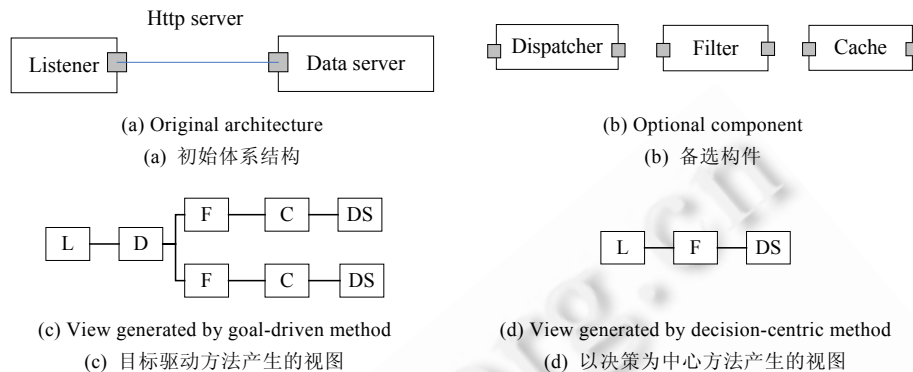 Http server
Listener
Data server
Dispatcher
Filter
Cache
(a) Original architecture
(a) 初始体系结构
(b) Optional component
(b) 备选构件
L
D
F
C
DS
F
C
DS
L
F
DS
(c) View generated by goal-driven method
(c) 目标驱动方法产生的视图
(d) View generated by decision-centric method
(d) 以决策为中心方法产生的视图